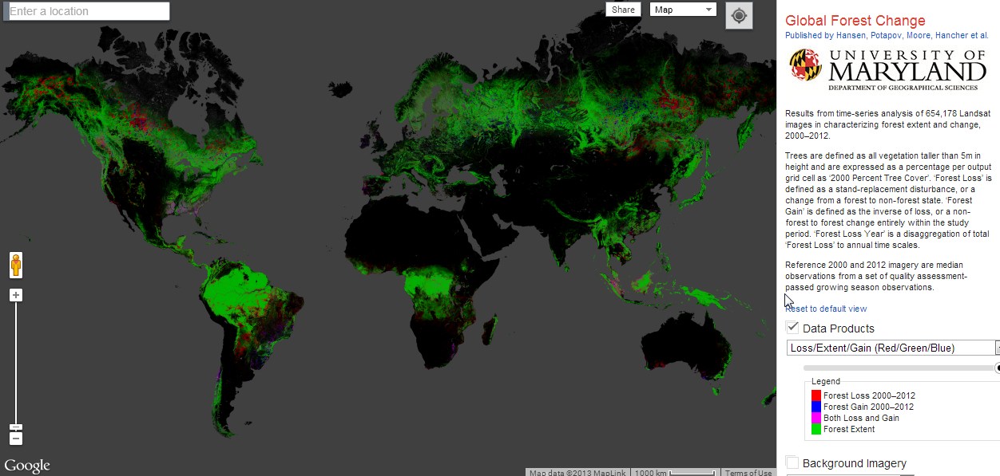 Enter a location
Share
Map
Global Forest Change
Published by Hansen, Potapov, Moore, Hancher et al.
UNIVERSITY OF
MARYLAND
DEPARTMENT OF GEOGRAPHICAL SCIENCES
Results from time-series analysis of 654,178 Landsat
images in characterizing forest extent and change,
2000–2012.
Trees are defined as all vegetation taller than 5m in
height and are expressed as a percentage per output
grid cell as ‘2000 Percent Tree Cover’. ‘Forest Loss’ is
defined as a stand-replacement disturbance, or a
change from a forest to non-forest state. ‘Forest
Gain’ is defined as the inverse of loss, or a non-
forest to forest change entirely within the study
period. ‘Forest Loss Year’ is a disaggregation of total
‘Forest Loss’ to annual time scales.
Reference 2000 and 2012 imagery are median
observations from a set of quality assessment-
passed growing season observations.
Reset to default view
Data Products
Loss/Extent/Gain (Red/Green/Blue)
Legend
Forest Loss 2000–2012
Forest Gain 2000–2012
Both Loss and Gain
Forest Extent
Background Imagery
Google
Map data ©2013 MapLink
1000 km
Terms of Use